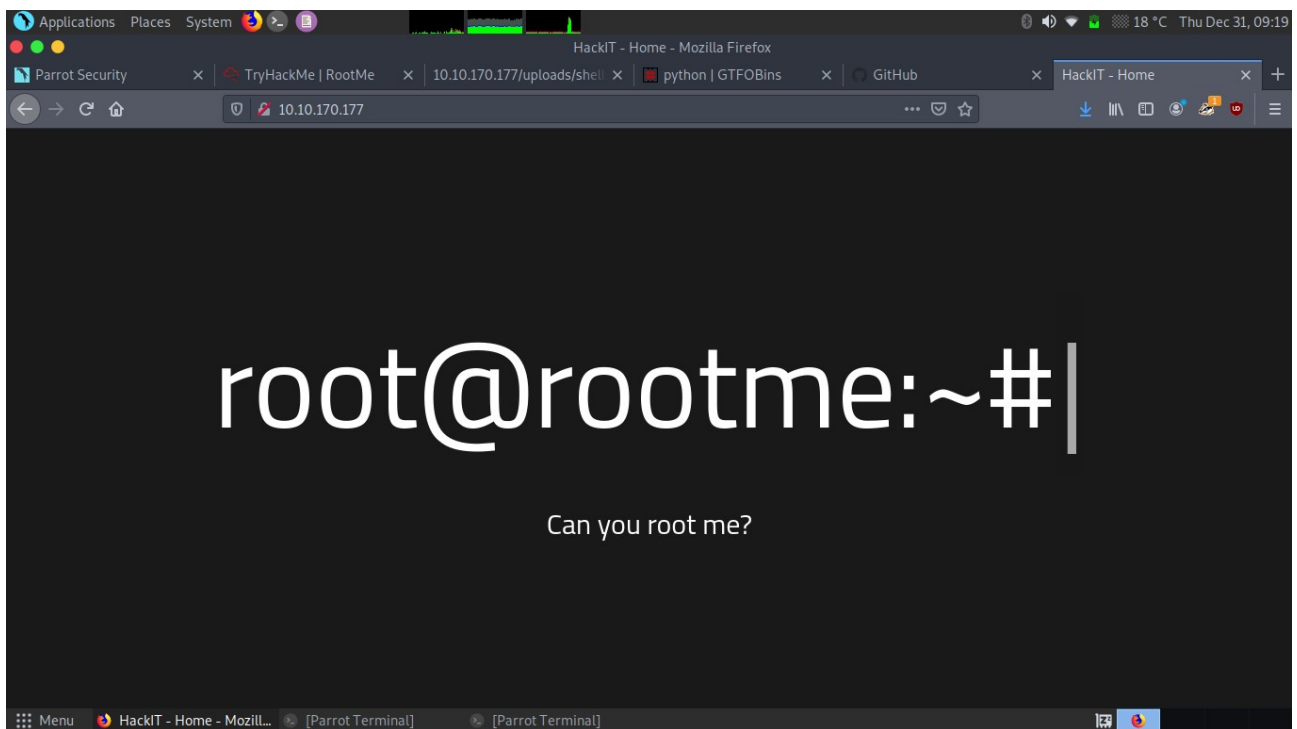 Applications Places System 18 °C Thu Dec 31, 09:19
HackIT - Home - Mozilla Firefox
Parrot Security TryHackMe | RootMe 10.10.170.177/uploads/shell python | GTFOBins GitHub HackIT - Home
10.10.170.177
root@rootme:~#
Can you root me?
Menu HackIT - Home - Mozill... [Parrot Terminal] [Parrot Terminal]